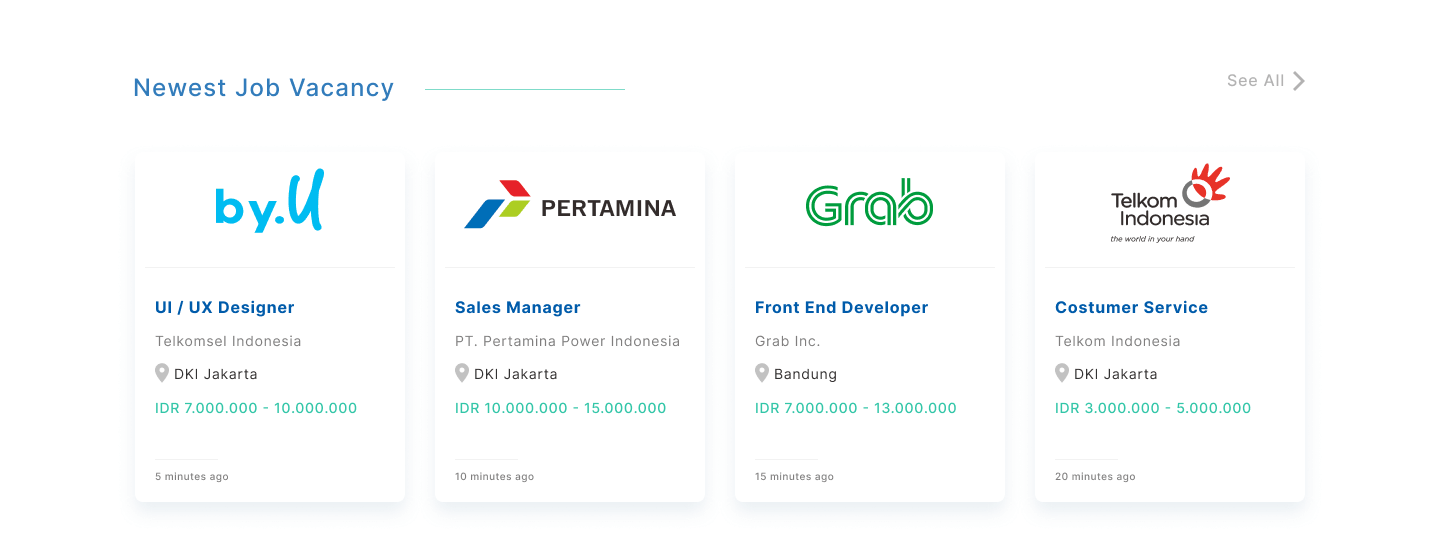 Newest Job Vacancy
See All
by.U
UI / UX Designer
Telkomsel Indonesia
DKI Jakarta
IDR 7.000.000 - 10.000.000
5 minutes ago
PERTAMINA
Sales Manager
PT. Pertamina Power Indonesia
DKI Jakarta
IDR 10.000.000 - 15.000.000
10 minutes ago
Grab
Front End Developer
Grab Inc.
Bandung
IDR 7.000.000 - 13.000.000
15 minutes ago
Telkom
Indonesia
the world in your hand
Costumer Service
Telkom Indonesia
DKI Jakarta
IDR 3.000.000 - 5.000.000
20 minutes ago